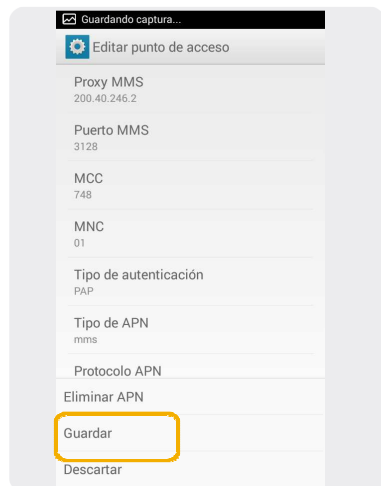 Guardando captura...
Editar punto de acceso
Proxy MMS
200.40.246.2
Puerto MMS
3128
MCC
748
MNC
01
Tipo de autenticación
PAP
Tipo de APN
mms
Protocolo APN
Eliminar APN
Guardar
Descartar